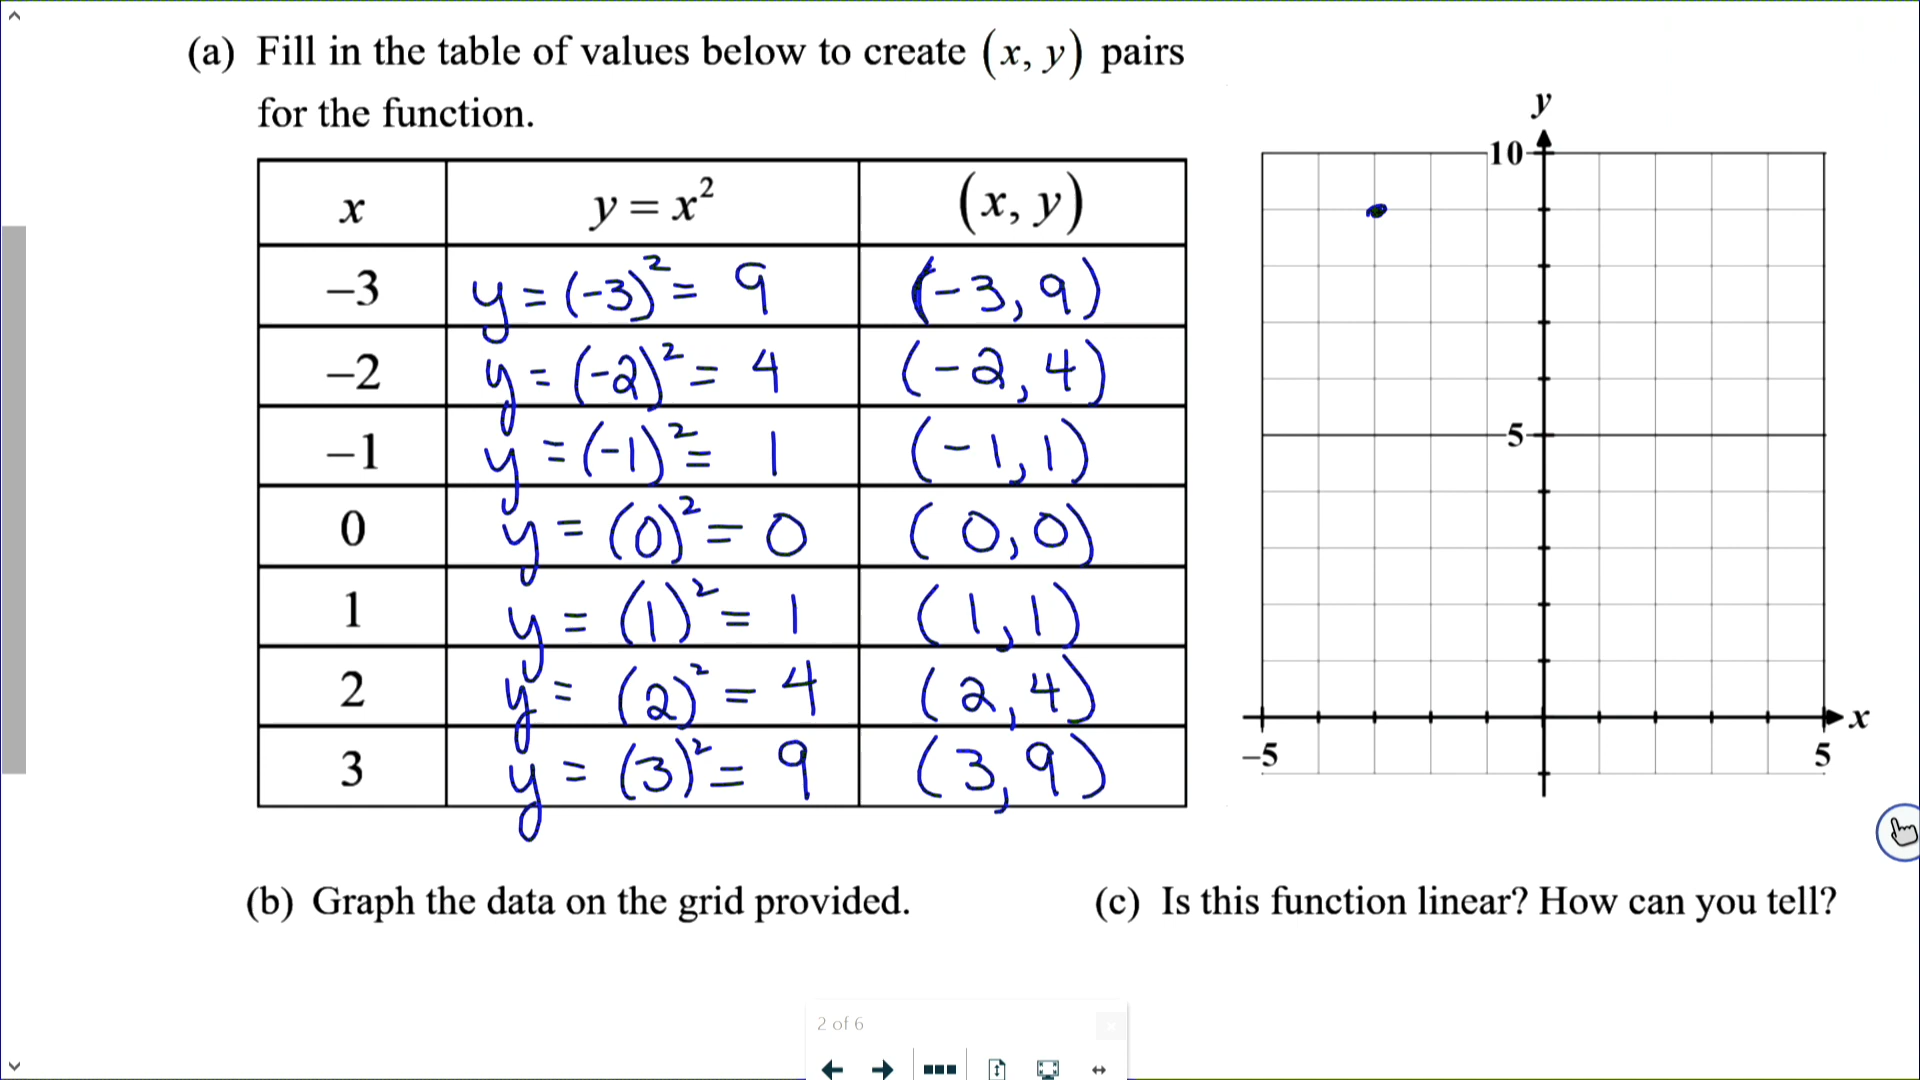 (a) Fill in the table of values below to create (x, y) pairs
for the function.
x y = x² (x, y)
−3 y = (-3)² = 9 (-3, 9)
−2 y = (-2)² = 4 (-2, 4)
−1 y = (-1)² = 1 (-1, 1)
0 y = (0)² = 0 (0, 0)
1 y = (1)² = 1 (1, 1)
2 y = (2)² = 4 (2, 4)
3 y = (3)² = 9 (3, 9)
y
10
5
x
−5 5
(b) Graph the data on the grid provided.
(c) Is this function linear? How can you tell?
2 of 6